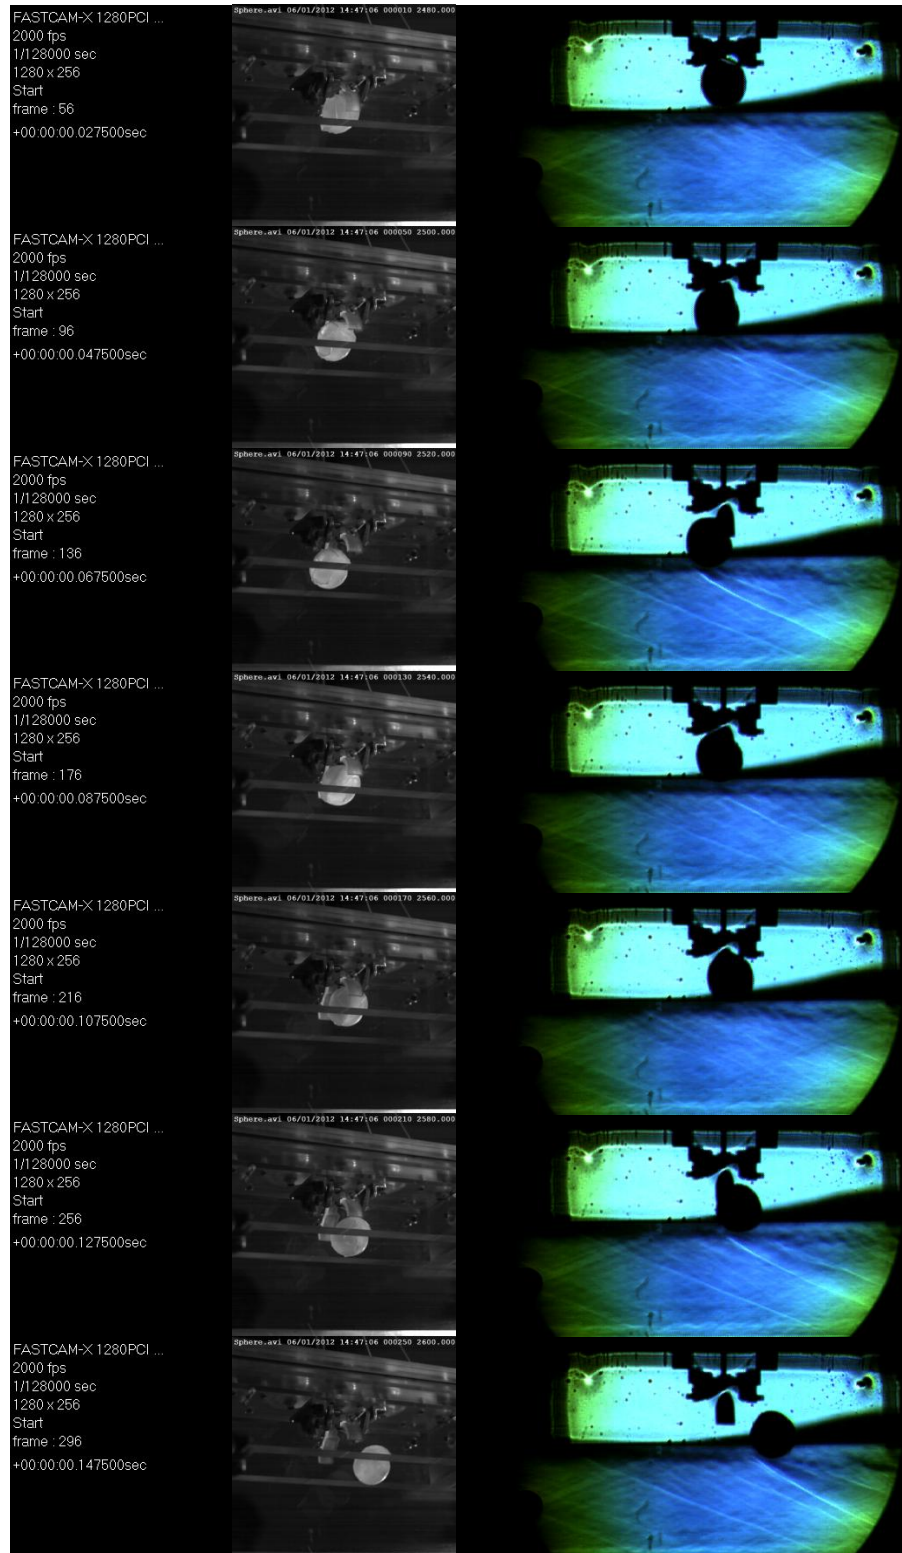 FASTCAM-X 1280PCI ...
2000 fps
1/128000 sec
1280 x 256
Start
frame : 56
+00:00:00.027500sec
Sphere.avi 06/01/2012 14:47:06 000010 2480.000
FASTCAM-X 1280PCI ...
2000 fps
1/128000 sec
1280 x 256
Start
frame : 96
+00:00:00.047500sec
Sphere.avi 06/01/2012 14:47:06 000050 2500.000
FASTCAM-X 1280PCI ...
2000 fps
1/128000 sec
1280 x 256
Start
frame : 136
+00:00:00.067500sec
Sphere.avi 06/01/2012 14:47:06 000090 2520.000
FASTCAM-X 1280PCI ...
2000 fps
1/128000 sec
1280 x 256
Start
frame : 176
+00:00:00.087500sec
Sphere.avi 06/01/2012 14:47:06 000130 2540.000
FASTCAM-X 1280PCI ...
2000 fps
1/128000 sec
1280 x 256
Start
frame : 216
+00:00:00.107500sec
Sphere.avi 06/01/2012 14:47:06 000170 2560.000
FASTCAM-X 1280PCI ...
2000 fps
1/128000 sec
1280 x 256
Start
frame : 256
+00:00:00.127500sec
Sphere.avi 06/01/2012 14:47:06 000210 2580.000
FASTCAM-X 1280PCI ...
2000 fps
1/128000 sec
1280 x 256
Start
frame : 296
+00:00:00.147500sec
Sphere.avi 06/01/2012 14:47:06 000250 2600.000